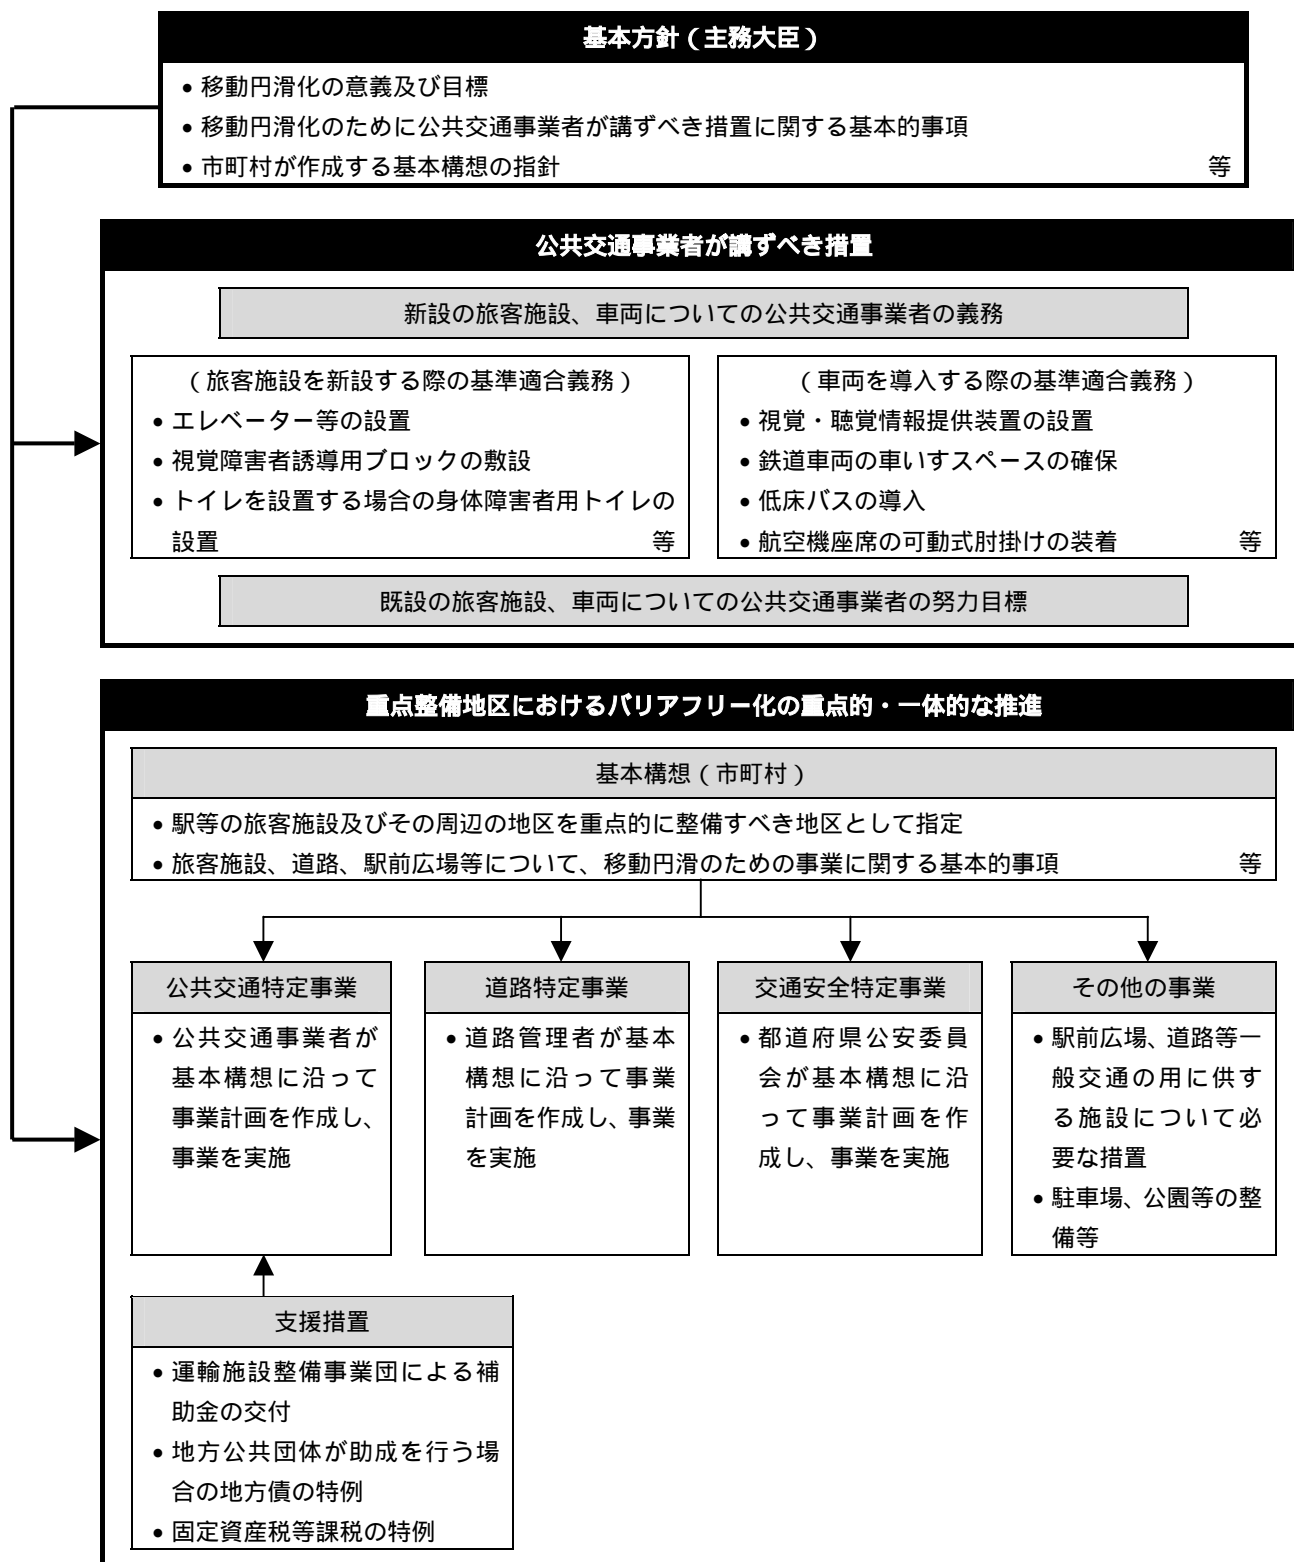 基本方針（主務大臣）
• 移動円滑化の意義及び目標
• 移動円滑化のために公共交通事業者が講ずべき措置に関する基本的事項
• 市町村が作成する基本構想の指針 等
公共交通事業者が講ずべき措置
新設の旅客施設、車両についての公共交通事業者の義務
（旅客施設を新設する際の基準適合義務）
• エレベーター等の設置
• 視覚障害者誘導用ブロックの敷設
• トイレを設置する場合の身体障害者用トイレの
設置 等
（車両を導入する際の基準適合義務）
• 視覚・聴覚情報提供装置の設置
• 鉄道車両の車いすスペースの確保
• 低床バスの導入
• 航空機座席の可動式肘掛けの装着 等
既設の旅客施設、車両についての公共交通事業者の努力目標
重点整備地区におけるバリアフリー化の重点的・一体的な推進
基本構想（市町村）
• 駅等の旅客施設及びその周辺の地区を重点的に整備すべき地区として指定
• 旅客施設、道路、駅前広場等について、移動円滑のための事業に関する基本的事項 等
公共交通特定事業
• 公共交通事業者が
基本構想に沿って
事業計画を作成し、
事業を実施
道路特定事業
• 道路管理者が基本
構想に沿って事業
計画を作成し、事業
を実施
交通安全特定事業
• 都道府県公安委員
会が基本構想に沿
って事業計画を作
成し、事業を実施
その他の事業
• 駅前広場、道路等一
般交通の用に供す
る施設について必
要な措置
• 駐車場、公園等の整
備等
支援措置
• 運輸施設整備事業団による補
助金の交付
• 地方公共団体が助成を行う場
合の地方債の特例
• 固定資産税等課税の特例